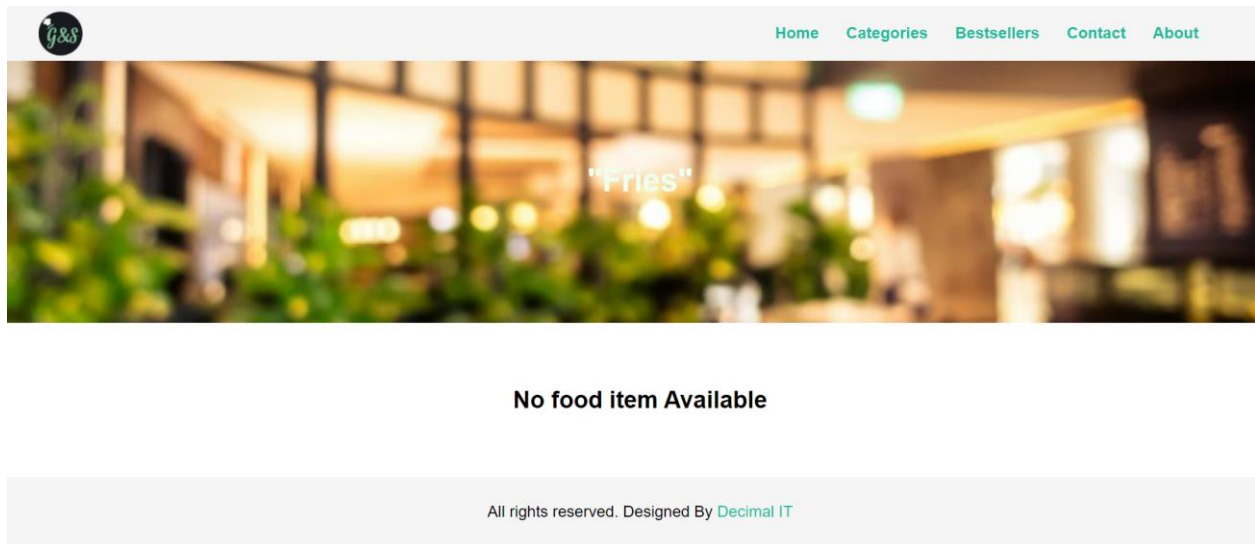 G&S
Home Categories Bestsellers Contact About
"Fries"
No food item Available
All rights reserved. Designed By Decimal IT